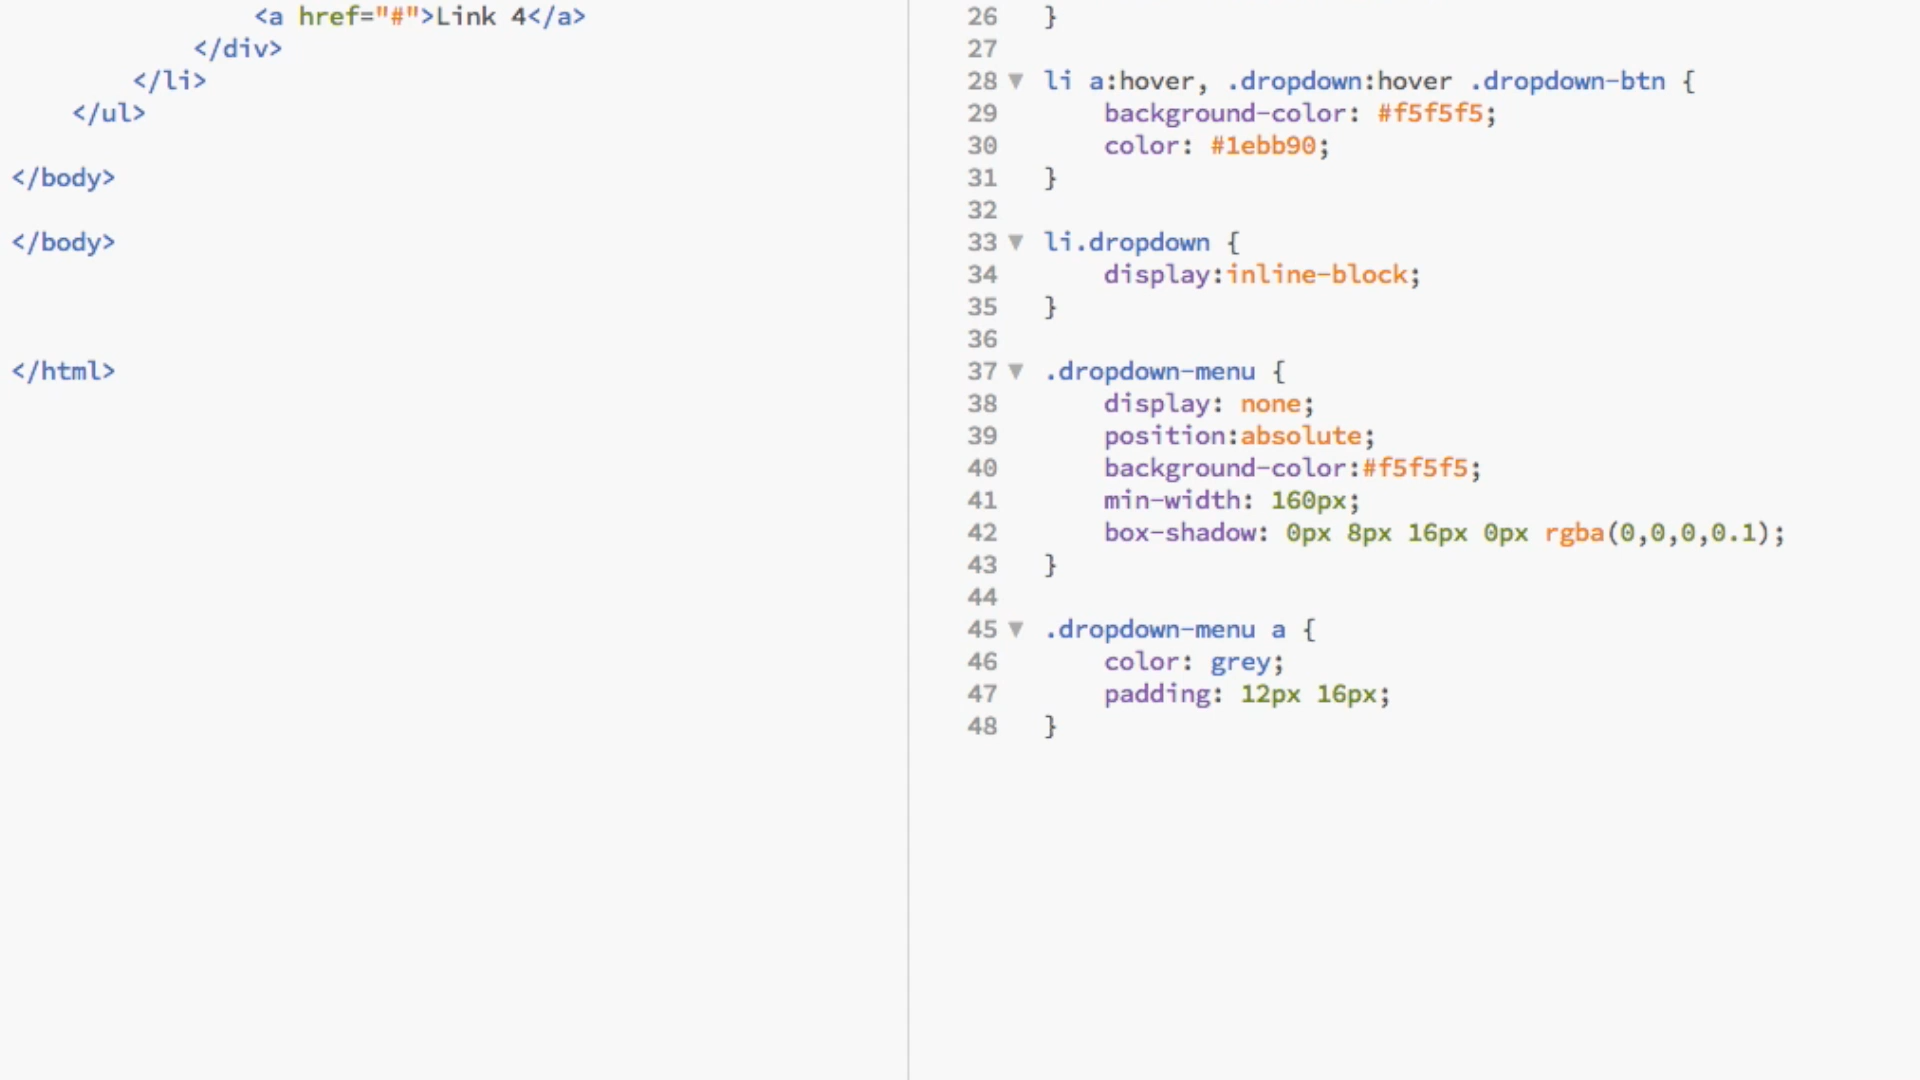 <a href="#">Link 4</a>
</div>
</li>
</ul>
</body>
</body>
</html>
26 }
27
28 ▼ li a:hover, .dropdown:hover .dropdown-btn {
29 background-color: #f5f5f5;
30 color: #1ebb90;
31 }
32
33 ▼ li.dropdown {
34 display:inline-block;
35 }
36
37 ▼ .dropdown-menu {
38 display: none;
39 position:absolute;
40 background-color:#f5f5f5;
41 min-width: 160px;
42 box-shadow: 0px 8px 16px 0px rgba(0,0,0,0.1);
43 }
44
45 ▼ .dropdown-menu a {
46 color: grey;
47 padding: 12px 16px;
48 }